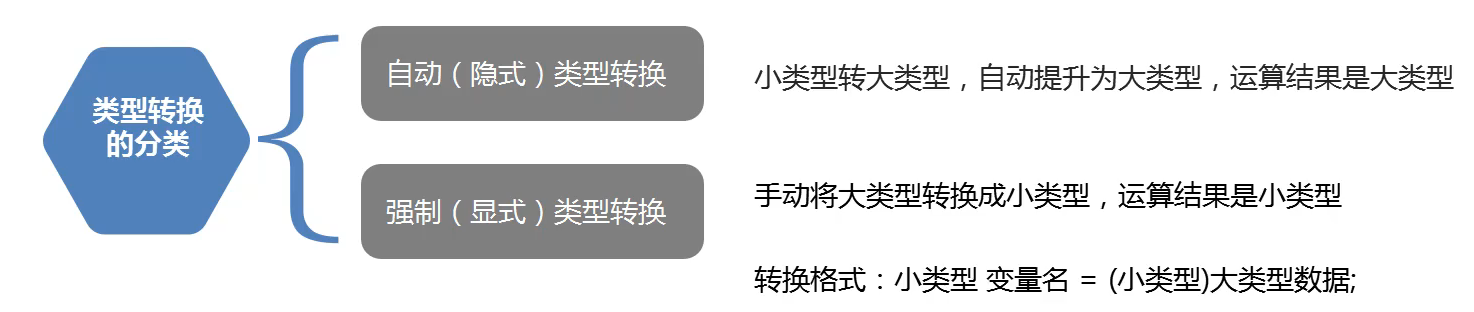 类型转换
的分类
自动（隐式）类型转换
小类型转大类型，自动提升为大类型，运算结果是大类型
强制（显式）类型转换
手动将大类型转换成小类型，运算结果是小类型
转换格式：小类型 变量名 = (小类型)大类型数据;